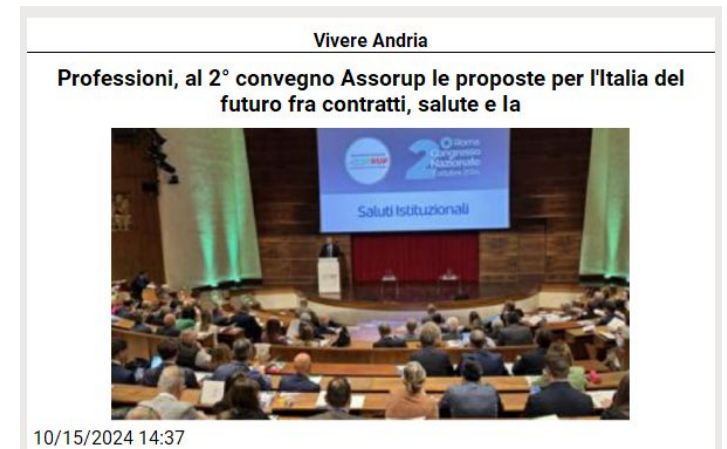 Vivere Andria
Professioni, al 2° convegno Assorup le proposte per l'Italia del
futuro fra contratti, salute e la
2° Roma
Congresso
Nazionale
Saluti Istituzionali
10/15/2024 14:37